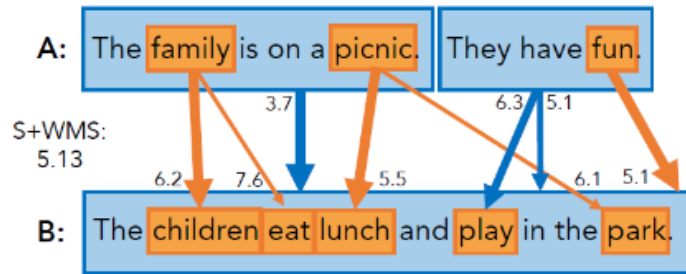 A: The family is on a picnic. They have fun.
3.7 6.3 5.1
S+WMS:
5.13
6.2 7.6 5.5 6.1 5.1
B: The children eat lunch and play in the park.